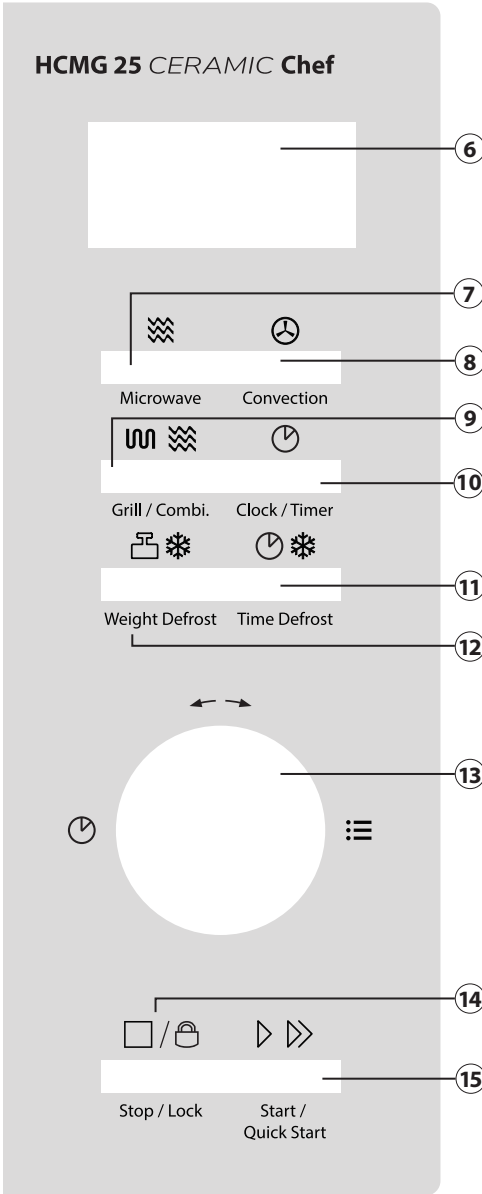 HCMG 25 CERAMIC Chef
6
7
8
Microwave Convection
9
10
Grill / Combi. Clock / Timer
11
Weight Defrost Time Defrost
12
13
14
15
Stop / Lock Start /
Quick Start